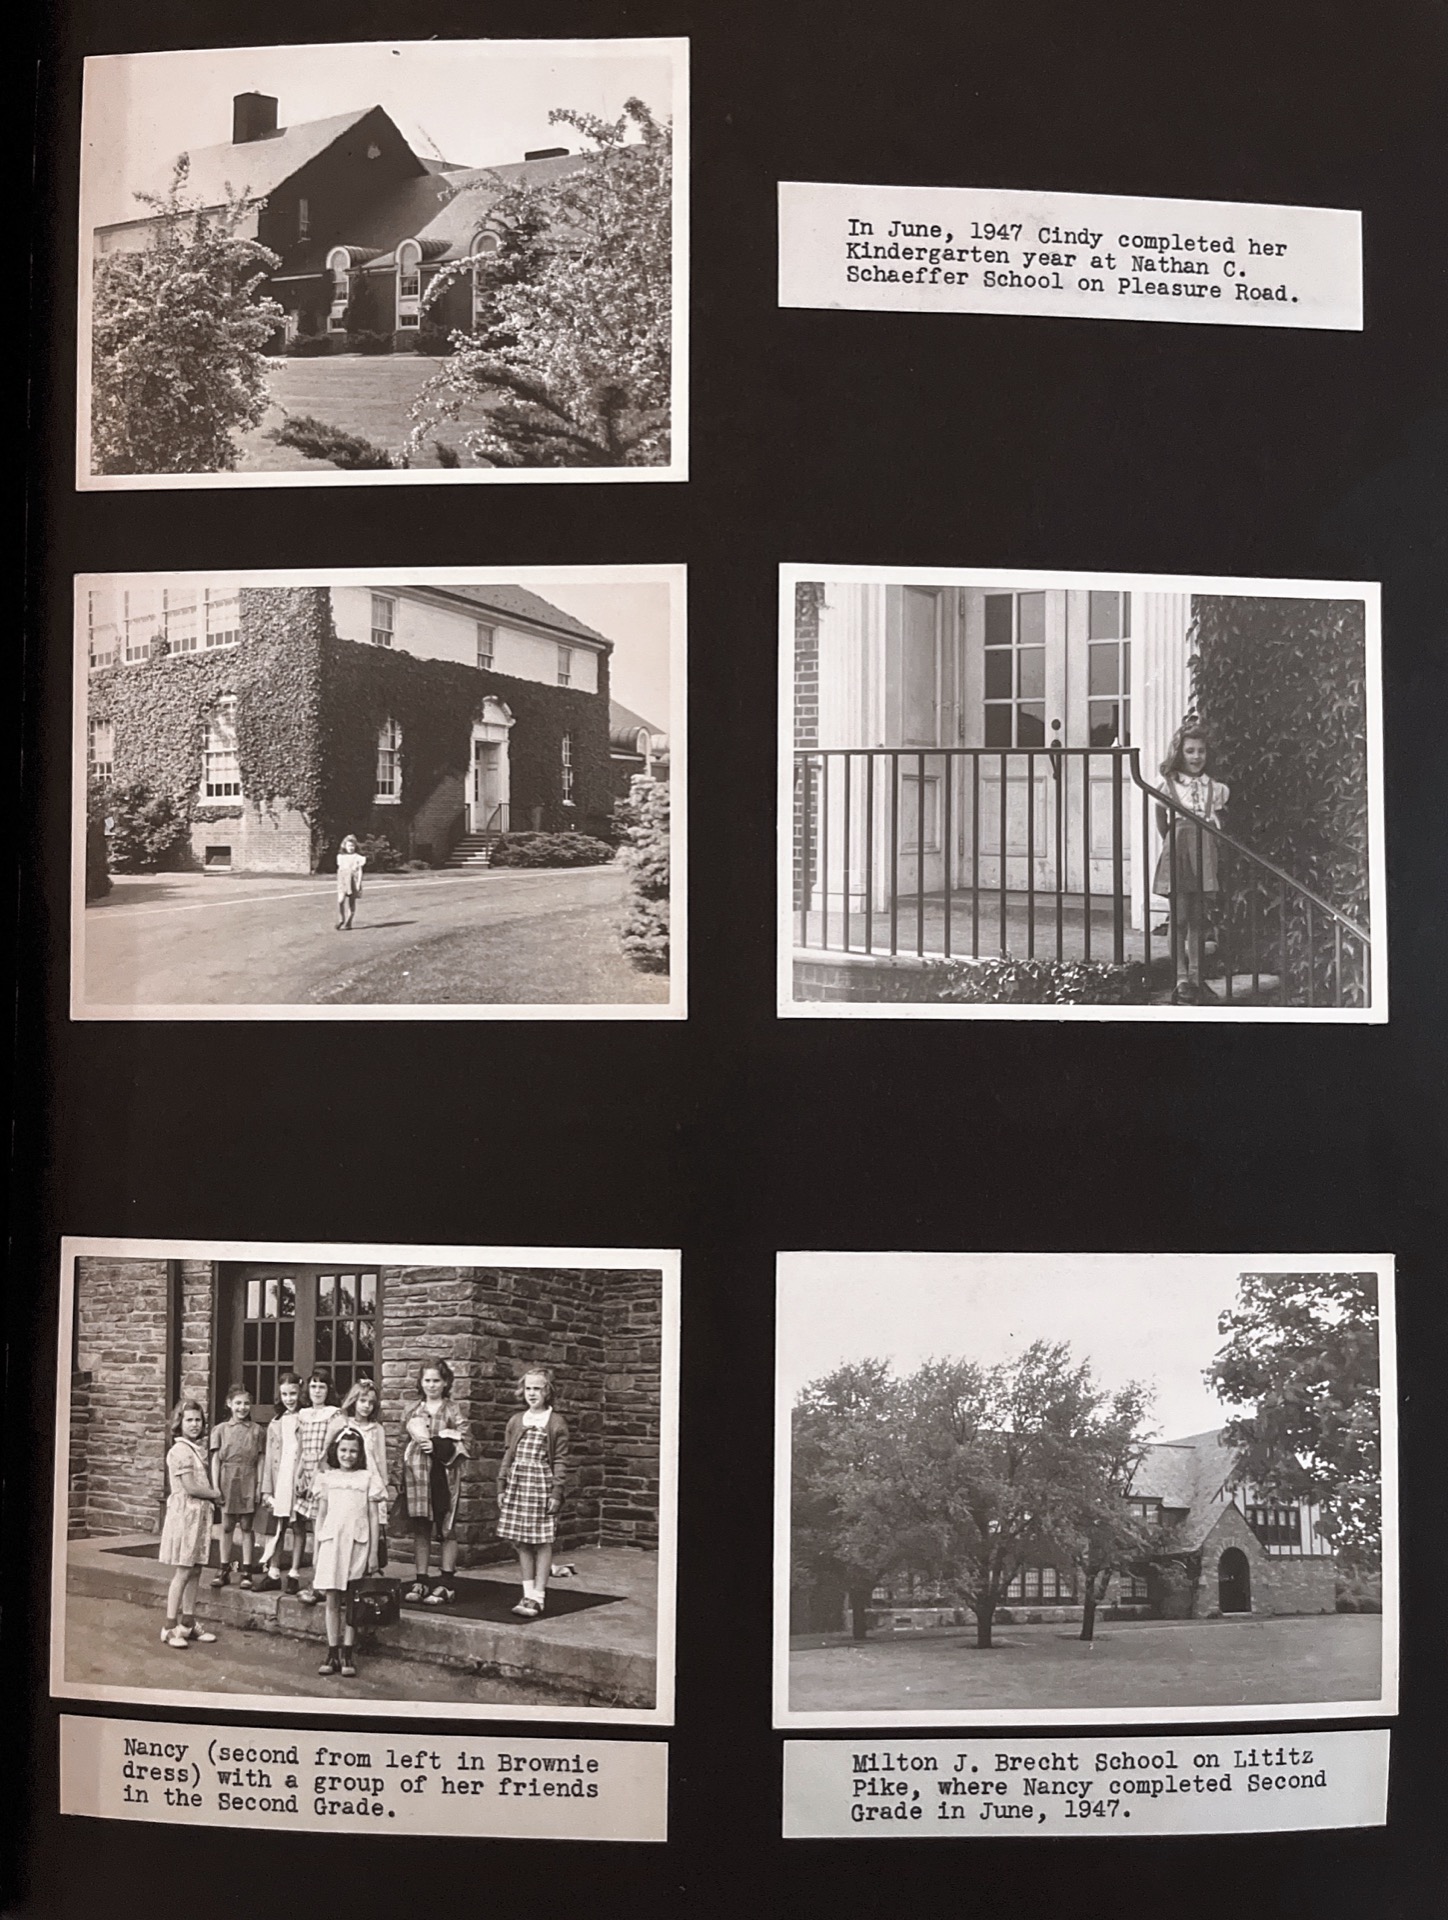 In June, 1947 Cindy completed her
Kindergarten year at Nathan C.
Schaeffer School on Pleasure Road.
Nancy (second from left in Brownie
dress) with a group of her friends
in the Second Grade.
Milton J. Brecht School on Lititz
Pike, where Nancy completed Second
Grade in June, 1947.